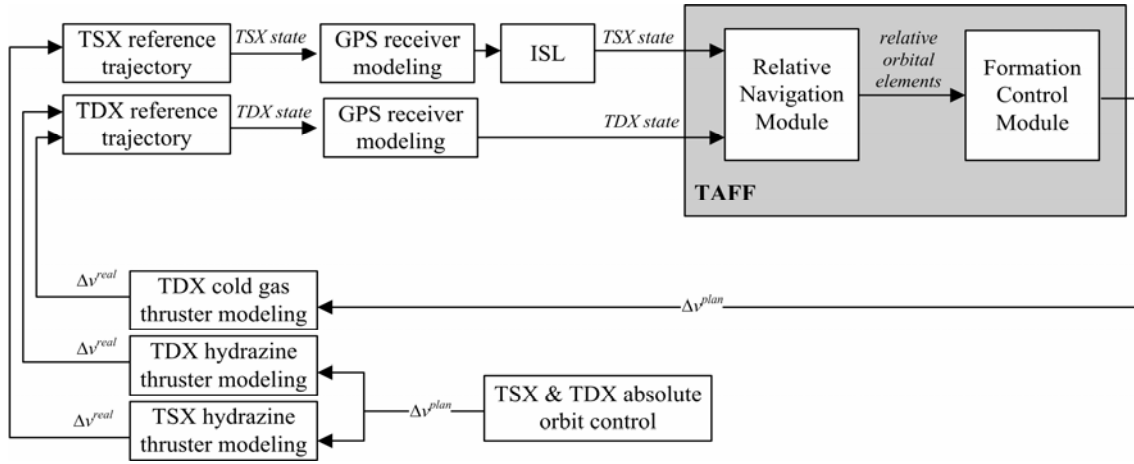 TSX reference
trajectory
TSX state
GPS receiver
modeling
ISL
TSX state
TDX reference
trajectory
TDX state
GPS receiver
modeling
TDX state
Relative
Navigation
Module
relative
orbital
elements
Formation
Control
Module
TAFF
Δv^real
TDX cold gas
thruster modeling
Δv^plan
Δv^real
TDX hydrazine
thruster modeling
Δv^real
TSX hydrazine
thruster modeling
Δv^plan
TSX & TDX absolute
orbit control